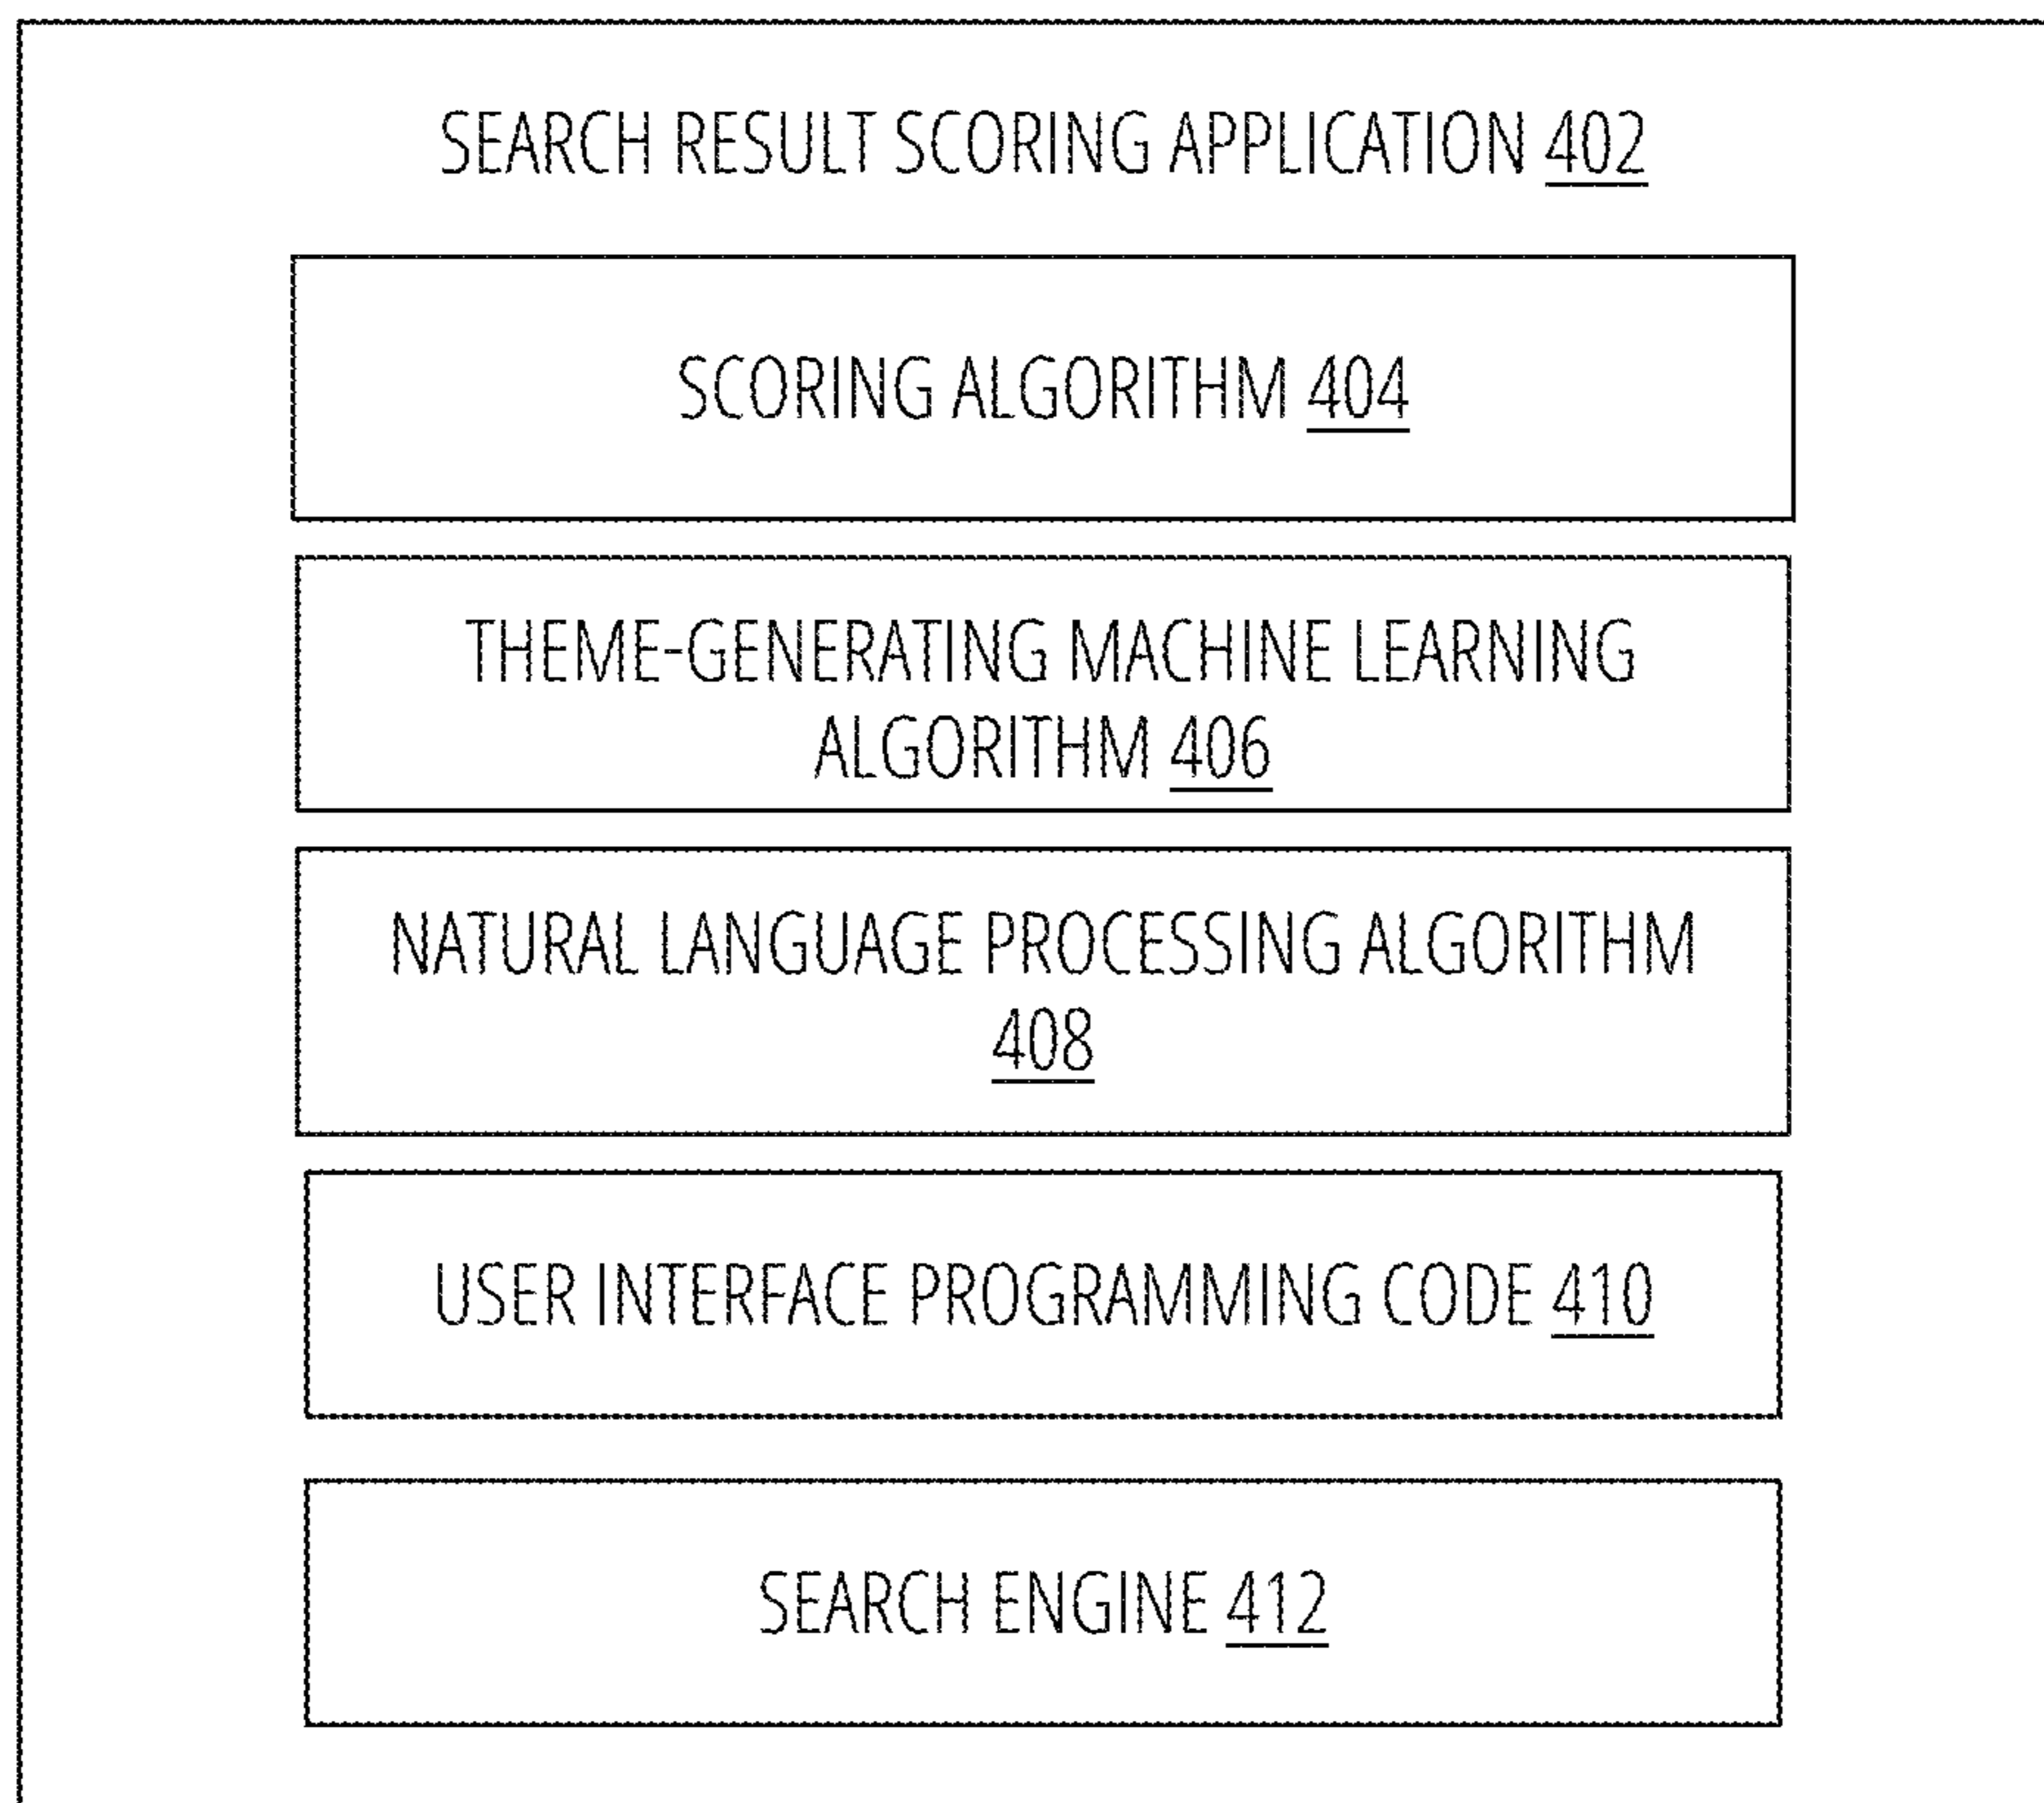 SEARCH RESULT SCORING APPLICATION 402
SCORING ALGORITHM 404
THEME-GENERATING MACHINE LEARNING
ALGORITHM 406
NATURAL LANGUAGE PROCESSING ALGORITHM
408
USER INTERFACE PROGRAMMING CODE 410
SEARCH ENGINE 412